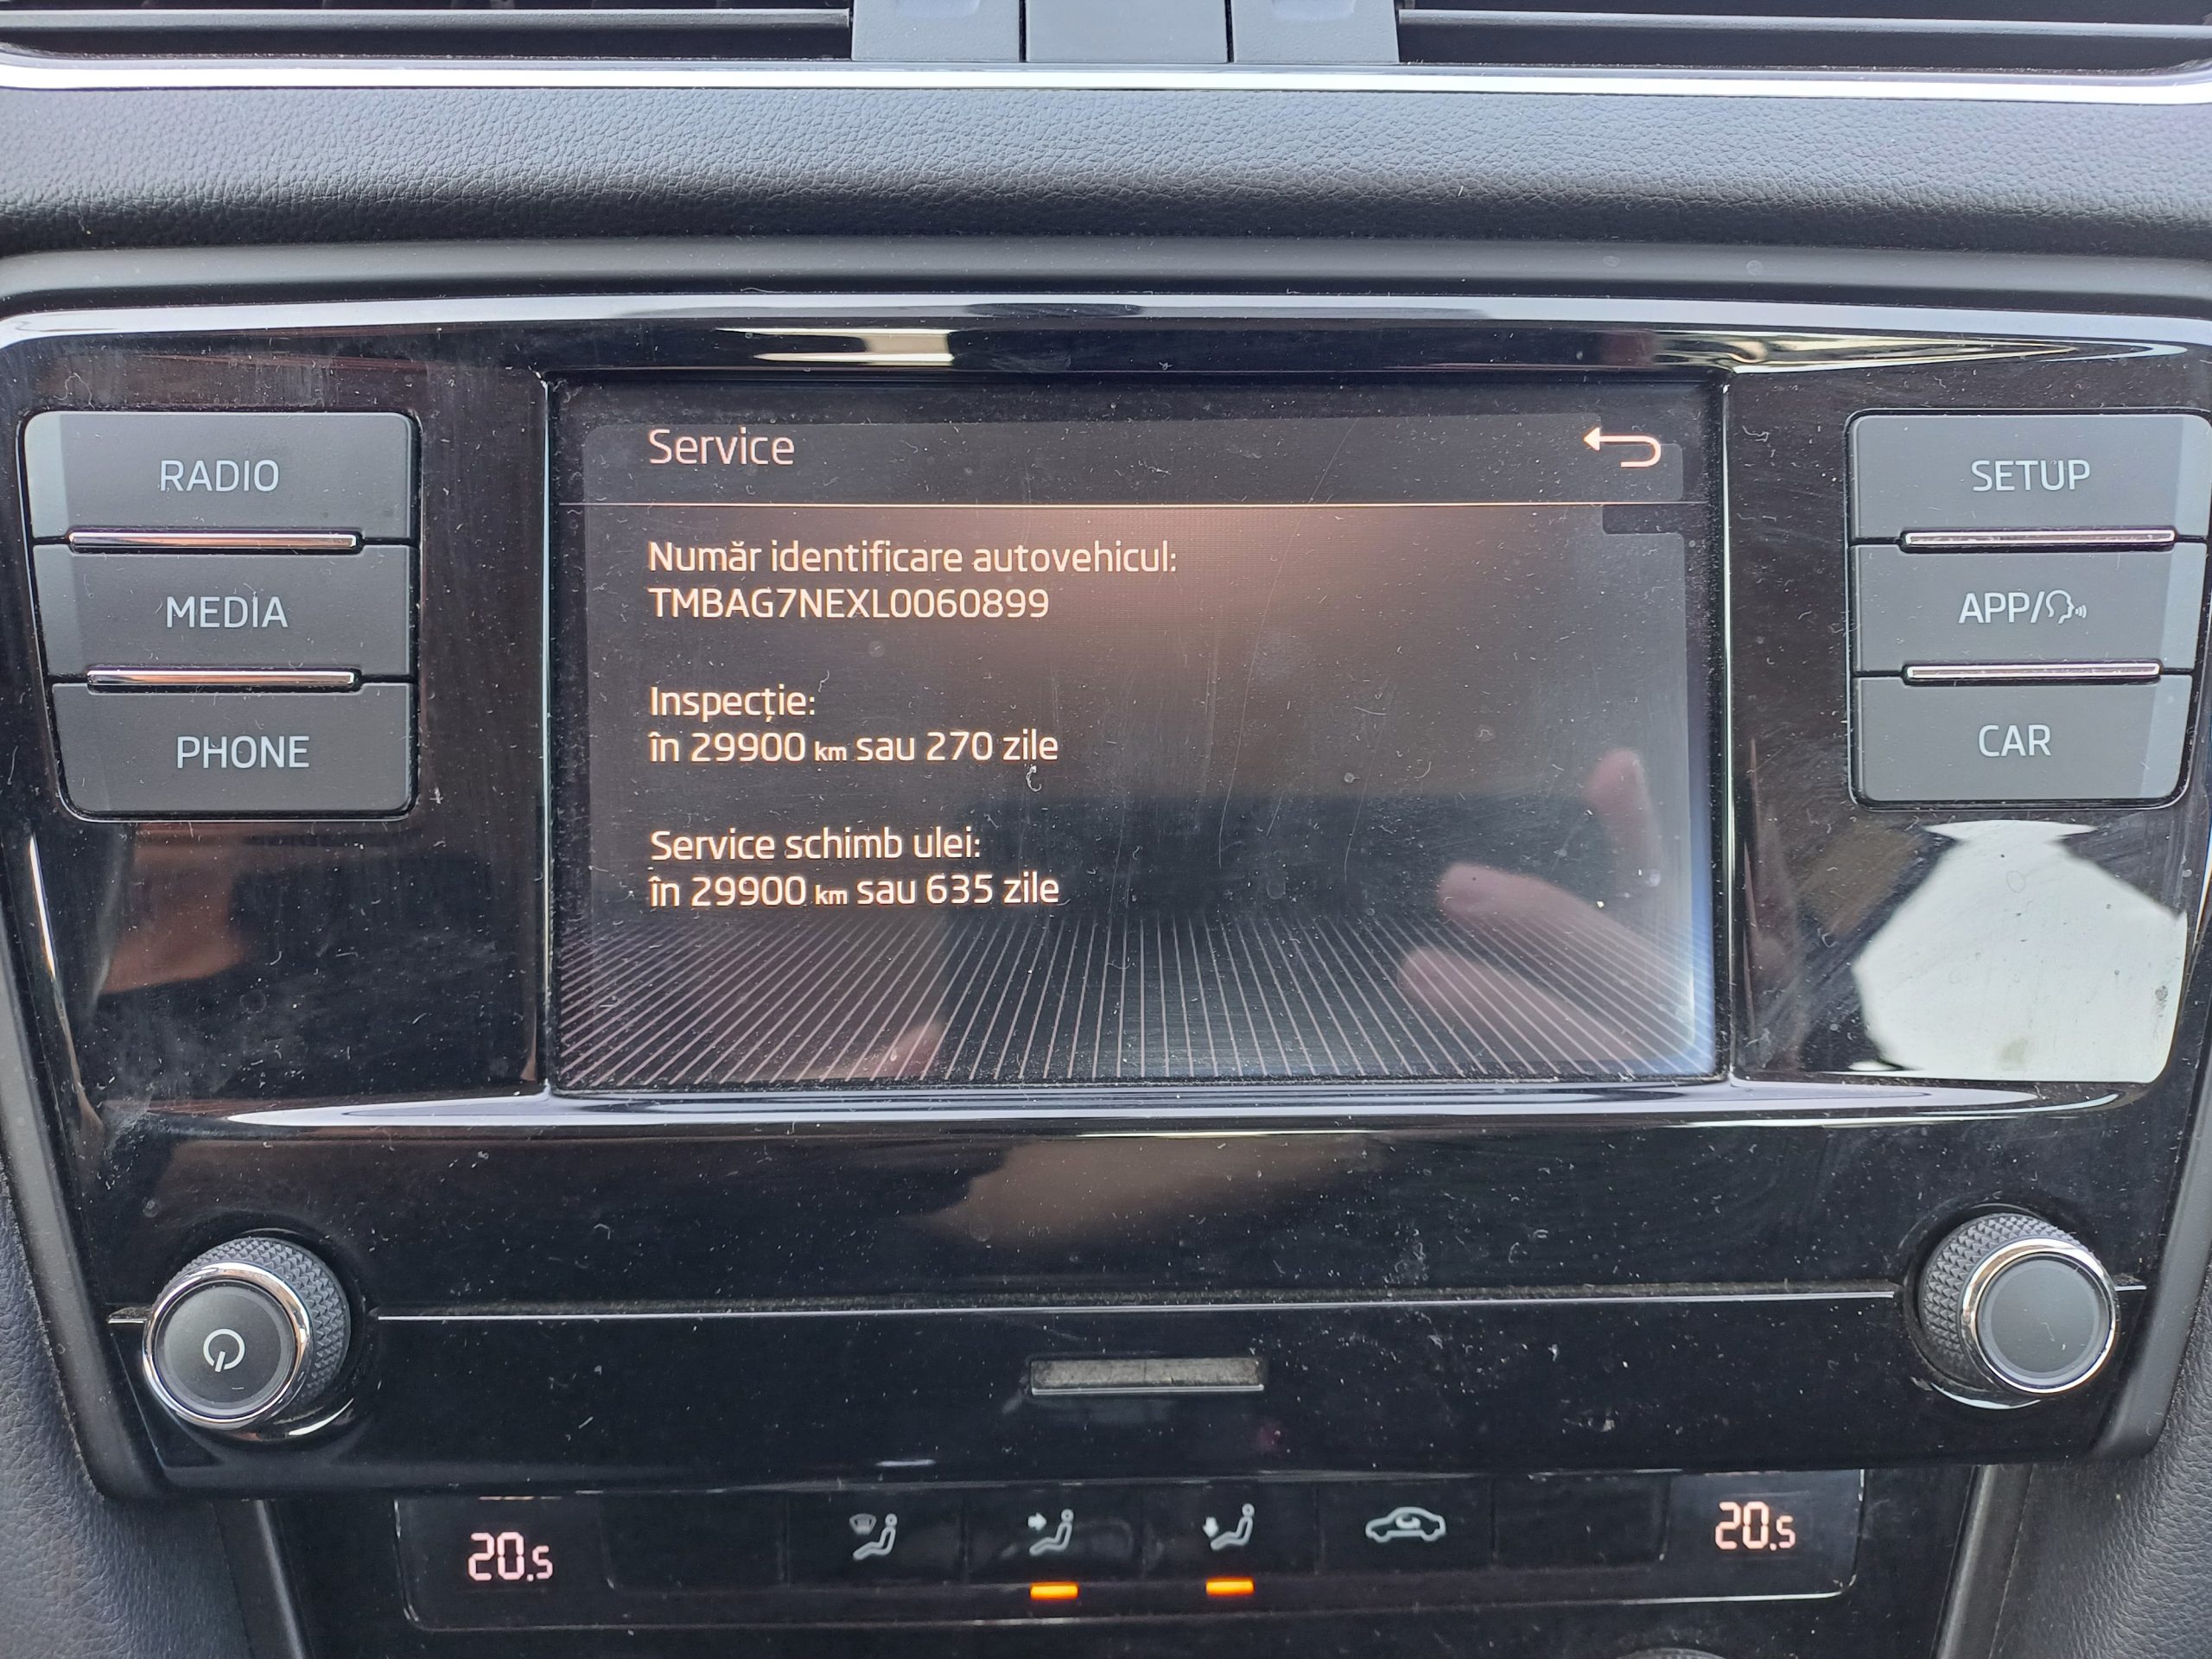 Service
RADIO
MEDIA
PHONE
Număr identificare autovehicul:
TMBAG7NEXL0060899
Inspecție:
în 29900 km sau 270 zile
Service schimb ulei:
în 29900 km sau 635 zile
SETUP
APP/
CAR
20.5
20.5